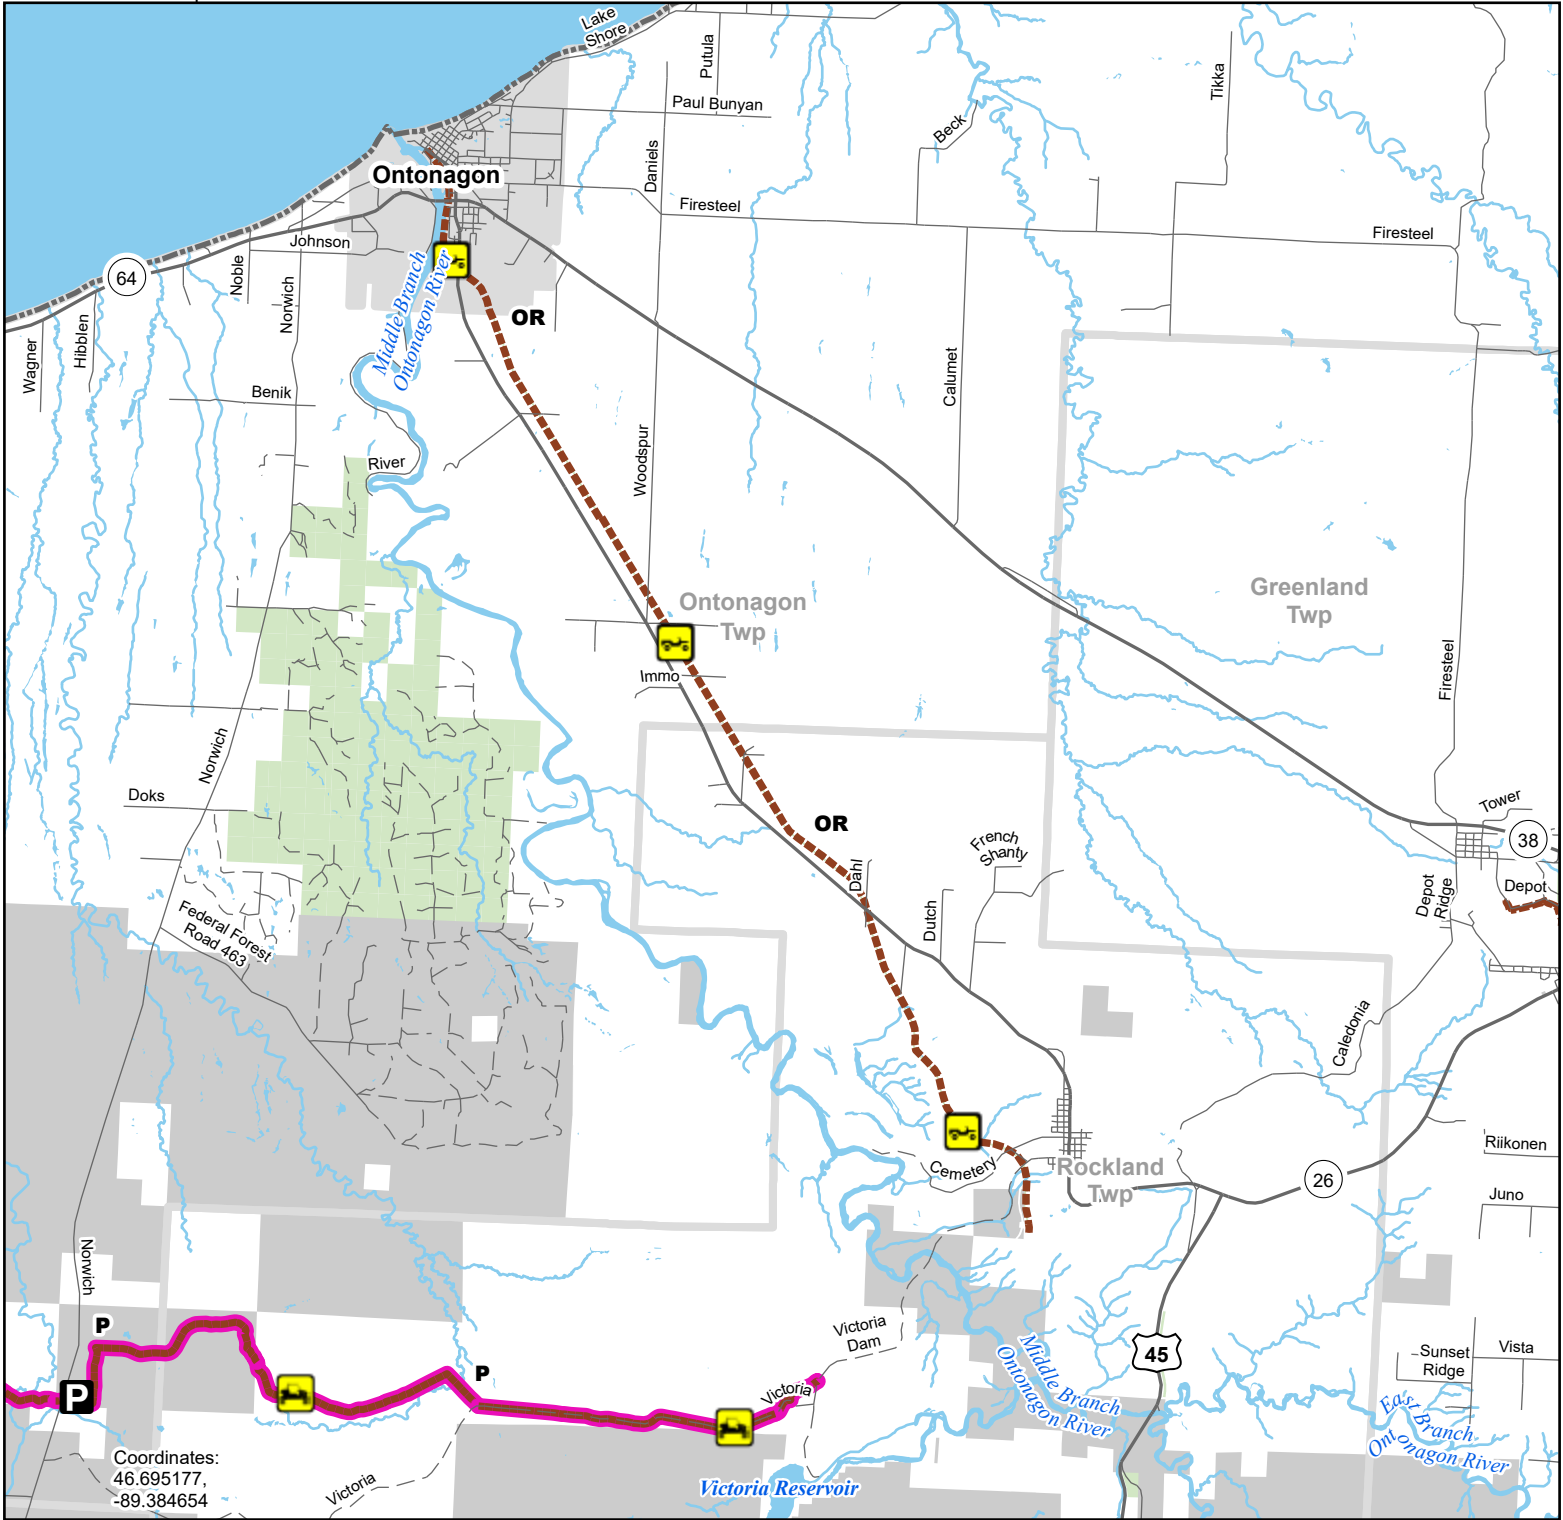 Lake
Shore
Putula
Paul Bunyan
Tikka
Beck
Daniels
Ontonagon
Firesteel
Firesteel
Johnson
64
Noble
Norwich
Middle Branch
Ontonagon River
OR
Wagner
Hibblen
Benik
Calumet
River
Woodspur
Ontonagon
Twp
Greenland
Twp
Immo
Firesteel
Norwich
Doks
OR
Tower
38
French
Shanty
Dahl
Depot
Ridge
Depot
Dutch
Federal Forest
Road 463
Caledonia
Cemetery
Rockland
Twp
26
Riikonen
Juno
Norwich
P
Victoria
Dam
Middle Branch
Ontonagon River
45
Sunset
Ridge
Vista
P
P
Victoria
East Branch
Ontonagon River
Coordinates:
46.695177,
-89.384654
Victoria
Victoria Reservoir